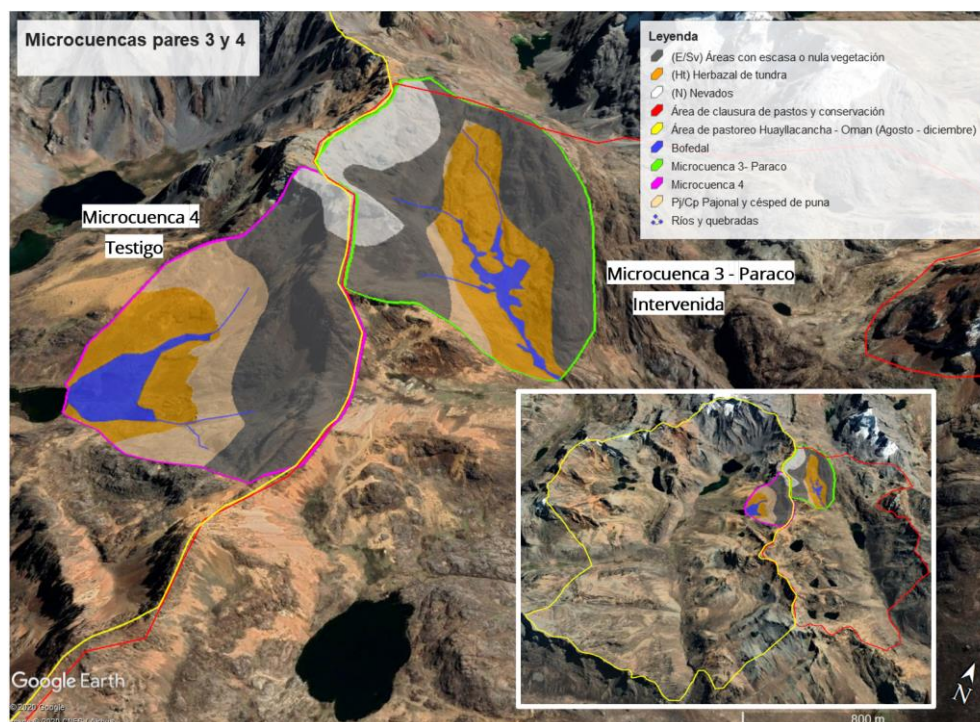 Microcuencas pares 3 y 4
Leyenda
(E/Sv) Áreas con escasa o nula vegetación
(Ht) Herbazal de tundra
(N) Nevados
Área de clausura de pastos y conservación
Área de pastoreo Huayllacancha - Oman (Agosto - diciembre)
Bofedal
Microcuenca 3- Paraco
Microcuenca 4
Pj/Cp Pajonal y césped de puna
Ríos y quebradas
Microcuenca 4
Testigo
Microcuenca 3 - Paraco
Intervenida
Google Earth
©2020 Google
800 m
N